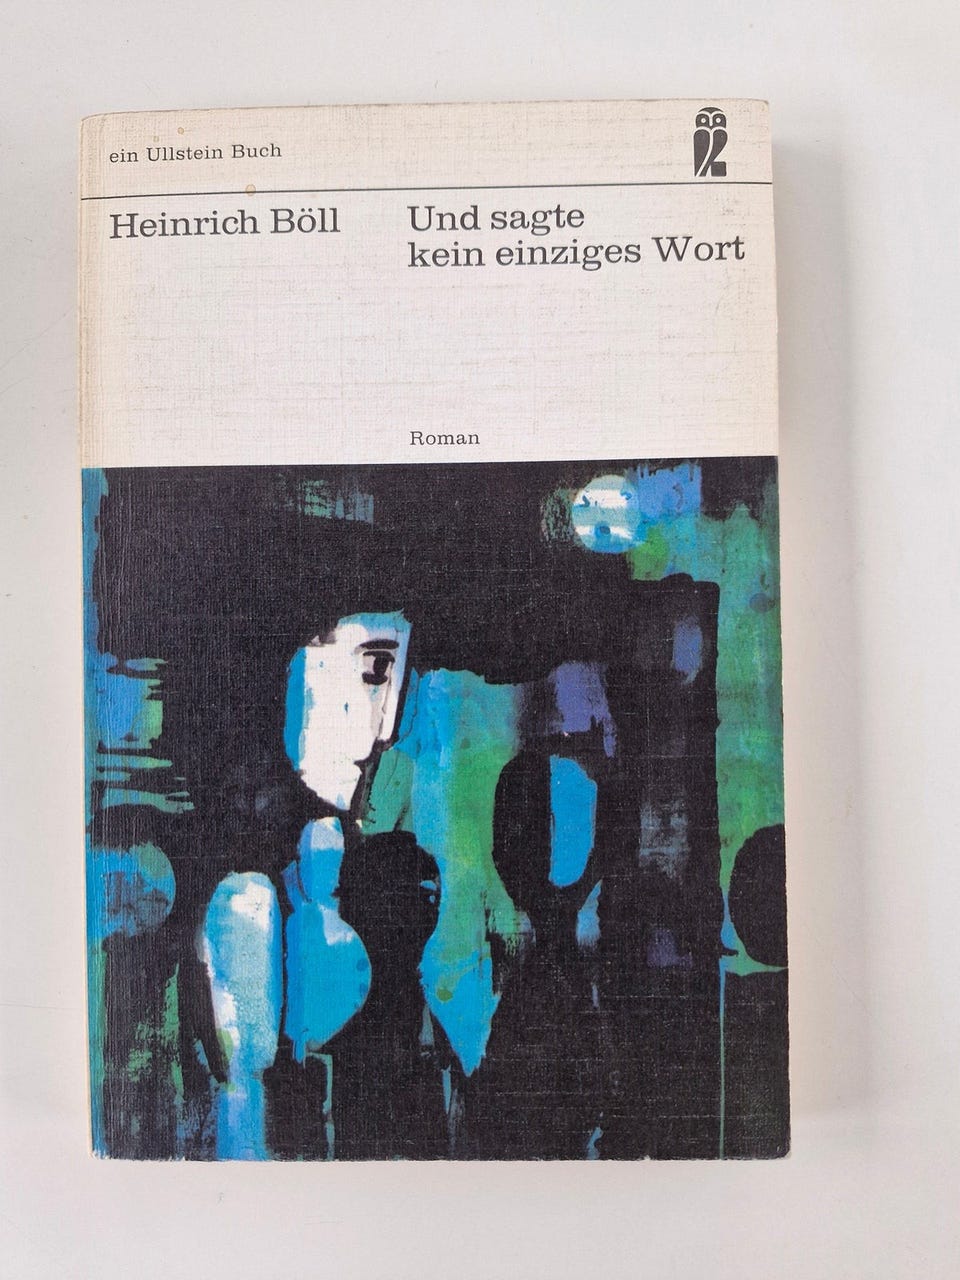 ein Ullstein Buch
Heinrich Böll
Und sagte
kein einziges Wort
Roman